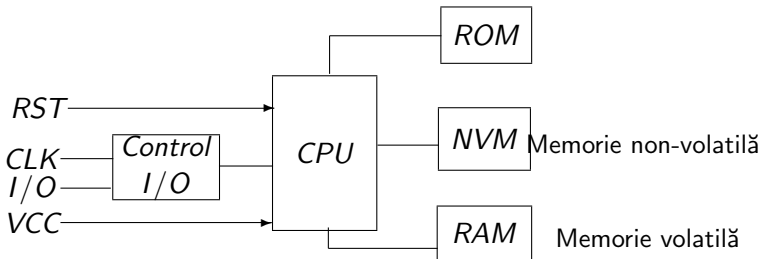 ROM
RST
CPU
NVM Memorie non-volatilă
CLK
Control
I/O
I/O
VCC
RAM Memorie volatilă